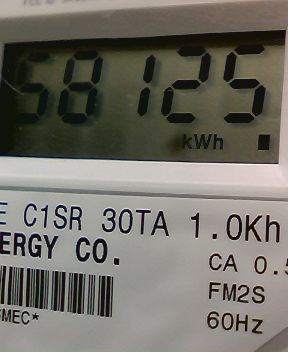 58125
kWh
E C1SR 30TA 1.0Kh
ERGY CO.
CA 0.5
FM2S
60Hz
MEC*